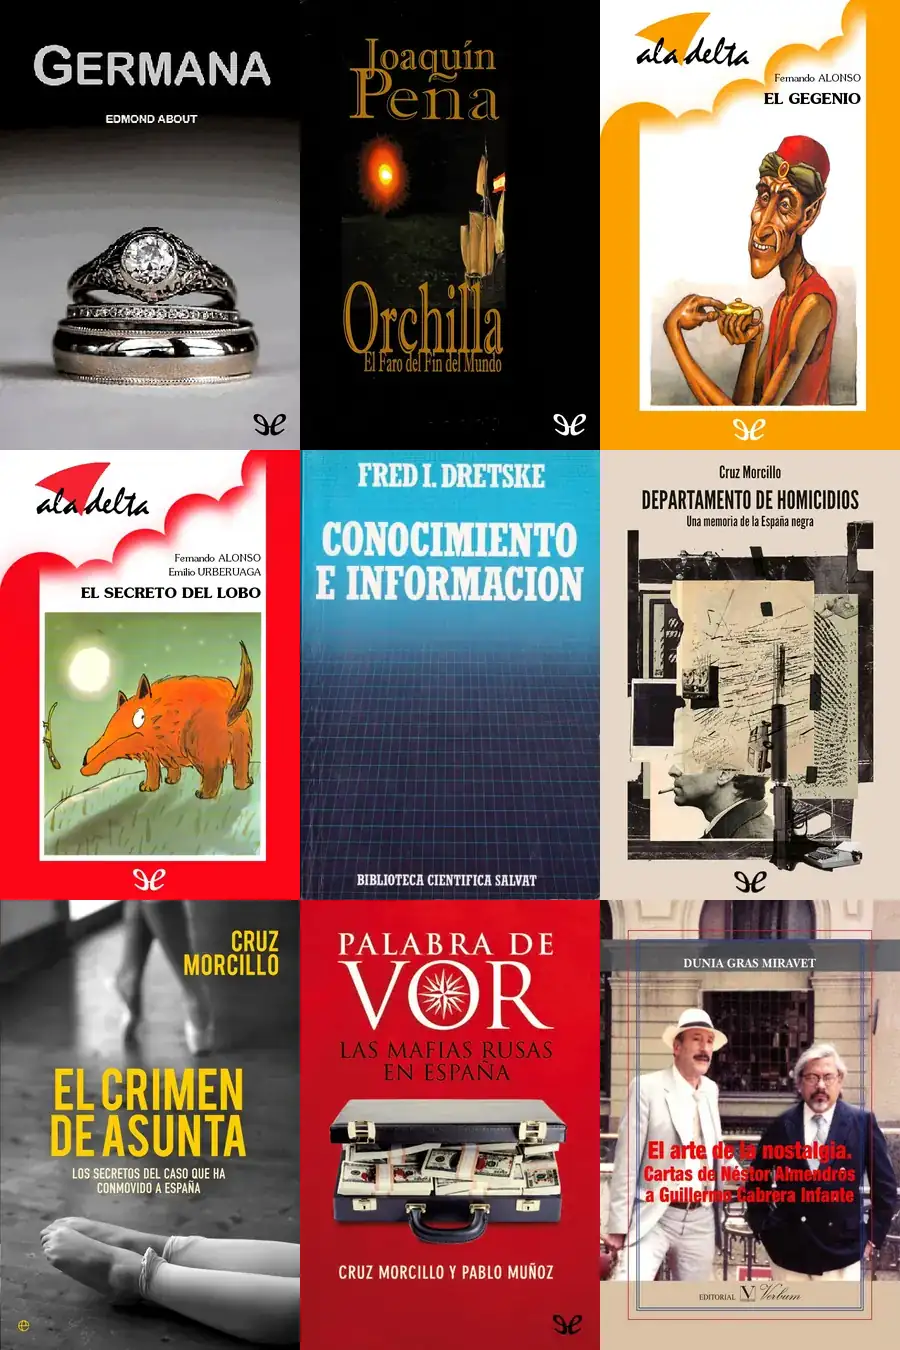 GERMANA
EDMOND ABOUT
Joaquín
Peña
Orchilla
El Faro del Fin del Mundo
ala delta
Fernando ALONSO
EL GEGENIO
ala delta
Fernando ALONSO
Emilio URBERUAGA
EL SECRETO DEL LOBO
FRED I. DRETSKE
CONOCIMIENTO
E INFORMACION
BIBLIOTECA CIENTIFICA SALVAT
Cruz Morcillo
DEPARTAMENTO DE HOMICIDIOS
Una memoria de la España negra
CRUZ
MORCILLO
EL CRIMEN
DE ASUNTA
LOS SECRETOS DEL CASO QUE HA
CONMOVIDO A ESPAÑA
PALABRA DE
VOR
LAS MAFIAS RUSAS
EN ESPAÑA
CRUZ MORCILLO Y PABLO MUÑOZ
DUNIA GRAS MIRAVET
El arte de la nostalgia.
Cartas de Néstor Almendros
a Guillermo Cabrera Infante
EDITORIAL V Verbum